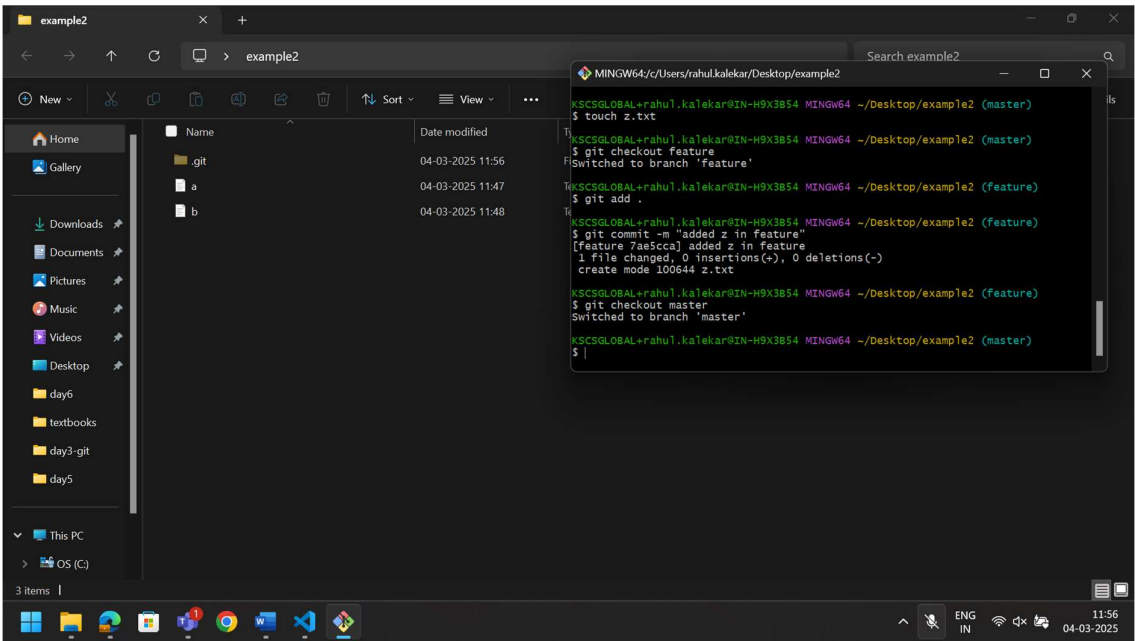 example2
example2
Search example2
New
Sort
View
ils
Home
Gallery
Downloads
Documents
Pictures
Music
Videos
Desktop
day6
textbooks
day3-git
day5
This PC
OS (C:)
Name
Date modified
.git
04-03-2025 11:56
a
04-03-2025 11:47
b
04-03-2025 11:48
MINGW64:/c/Users/rahul.kalekar/Desktop/example2
KSCSGLOBAL+rahul.kalekar@IN-H9X3B54 MINGW64 ~/Desktop/example2 (master)
$ touch z.txt
KSCSGLOBAL+rahul.kalekar@IN-H9X3B54 MINGW64 ~/Desktop/example2 (master)
$ git checkout feature
Switched to branch 'feature'
KSCSGLOBAL+rahul.kalekar@IN-H9X3B54 MINGW64 ~/Desktop/example2 (feature)
$ git add .
KSCSGLOBAL+rahul.kalekar@IN-H9X3B54 MINGW64 ~/Desktop/example2 (feature)
$ git commit -m "added z in feature"
[feature 7ae5cca] added z in feature
1 file changed, 0 insertions(+), 0 deletions(-)
create mode 100644 z.txt
KSCSGLOBAL+rahul.kalekar@IN-H9X3B54 MINGW64 ~/Desktop/example2 (feature)
$ git checkout master
Switched to branch 'master'
KSCSGLOBAL+rahul.kalekar@IN-H9X3B54 MINGW64 ~/Desktop/example2 (master)
$
3 items
1
ENG
IN
11:56
04-03-2025